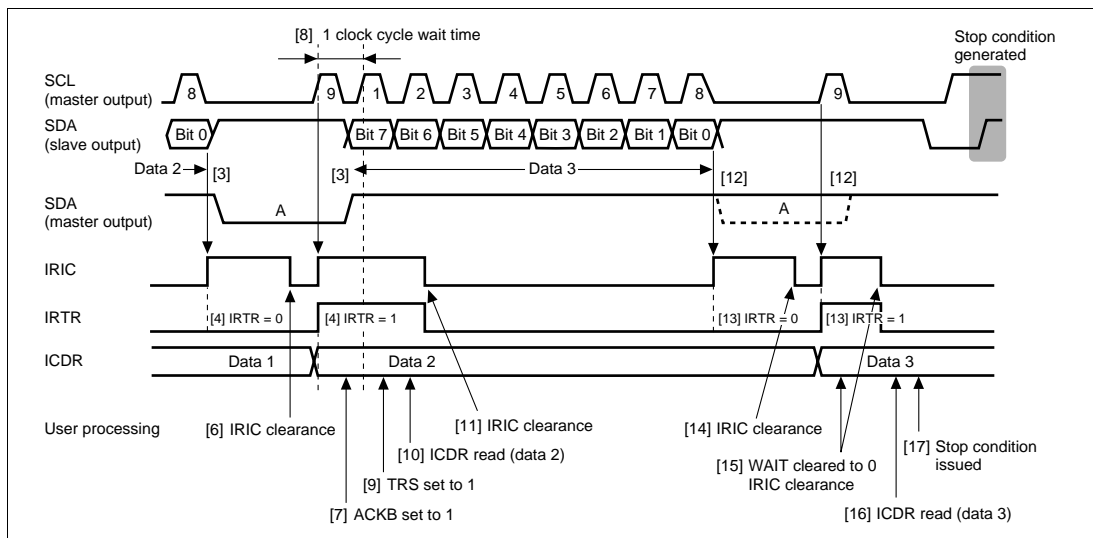 [8] 1 clock cycle wait time
Stop condition
generated
SCL
(master output)
8 9 1 2 3 4 5 6 7 8 9
SDA
(slave output)
Bit 0 Bit 7 Bit 6 Bit 5 Bit 4 Bit 3 Bit 2 Bit 1 Bit 0
Data 2 [3] [3] Data 3 [12] [12]
SDA
(master output)
A A
IRIC
IRTR
[4] IRTR = 0 [4] IRTR = 1 [13] IRTR = 0 [13] IRTR = 1
ICDR
Data 1 Data 2 Data 3
User processing
[6] IRIC clearance
[11] IRIC clearance
[14] IRIC clearance
[17] Stop condition
issued
[10] ICDR read (data 2)
[15] WAIT cleared to 0
IRIC clearance
[9] TRS set to 1
[16] ICDR read (data 3)
[7] ACKB set to 1